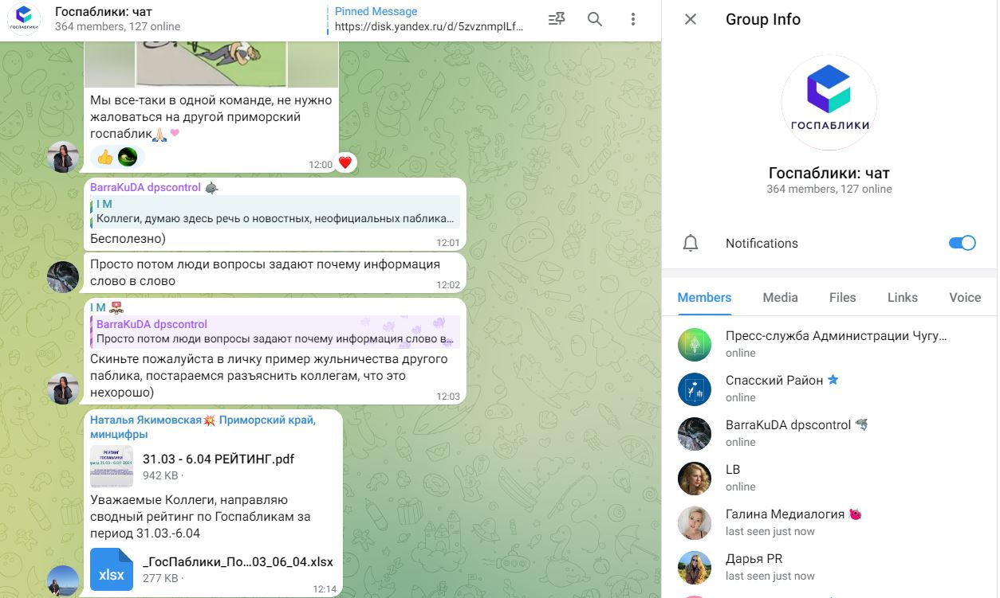 Госпаблики: чат
364 members, 127 online
Pinned Message
https://disk.yandex.ru/d/5zvznmpILf...
ГОСПАБЛИКИ
Мы все-таки в одной команде, не нужно
жаловаться на другой приморский
госпаблик🙏🏻💗
👍
12:00 ❤️
BarraKuDA dpscontrol
I M
Коллеги, думаю здесь речь о новостных, неофициальных паблика...
Бесполезно)
12:01
Просто потом люди вопросы задают почему информация
слово в слово
12:02
I M
BarraKuDA dpscontrol
Просто потом люди вопросы задают почему информация слово в...
Скиньте пожалуйста в личку пример жульничества другого
паблика, постараемся разъяснить коллегам, что это
нехорошо)
12:03
Наталья Якимовская💥 Приморский край,
минцифры
РЕЙТИНГ
ГОСПАБЛИКИ
31.03 - 6.04 РЕЙТИНГ.pdf
942 KB ·
Уважаемые Коллеги, направляю
сводный рейтинг по Госпабликам за
период 31.03.-6.04
xlsx
_ГосПаблики_По...03_06_04.xlsx
277 KB ·
12:14
Group Info
ГОСПАБЛИКИ
Госпаблики: чат
364 members, 127 online
Notifications
Members Media Files Links Voice
Пресс-служба Администрации Чугу...
online
Спасский Район
online
BarraKuDA dpscontrol
online
LB
online
Галина Медиалогия
last seen just now
Дарья PR
last seen just now